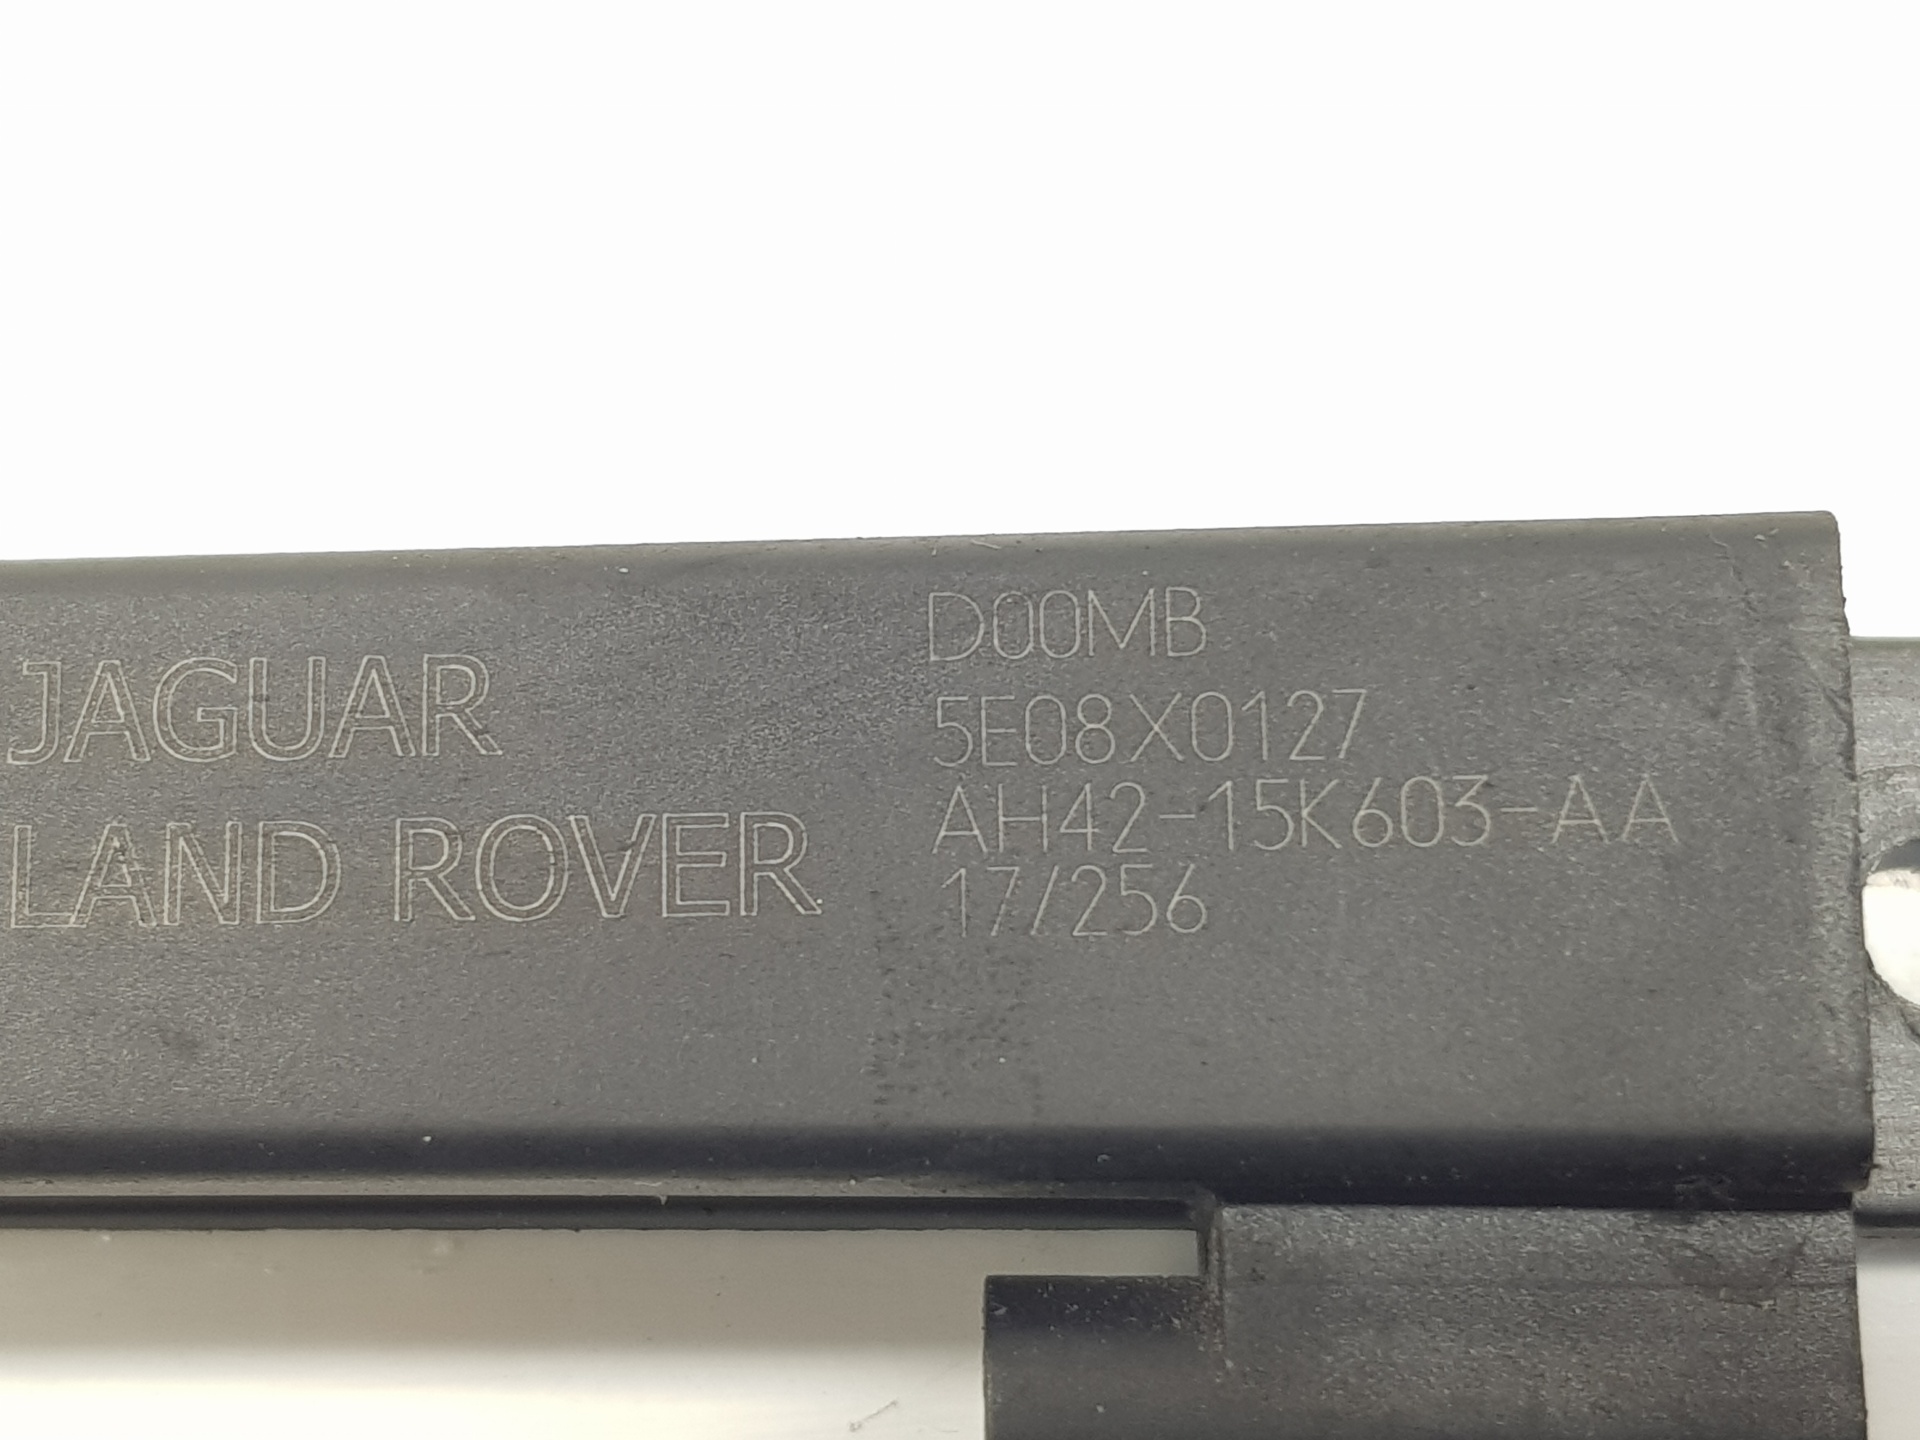 JAGUAR
LAND ROVER
D00MB
5E08X0127
AH42-15K603-AA
17/256